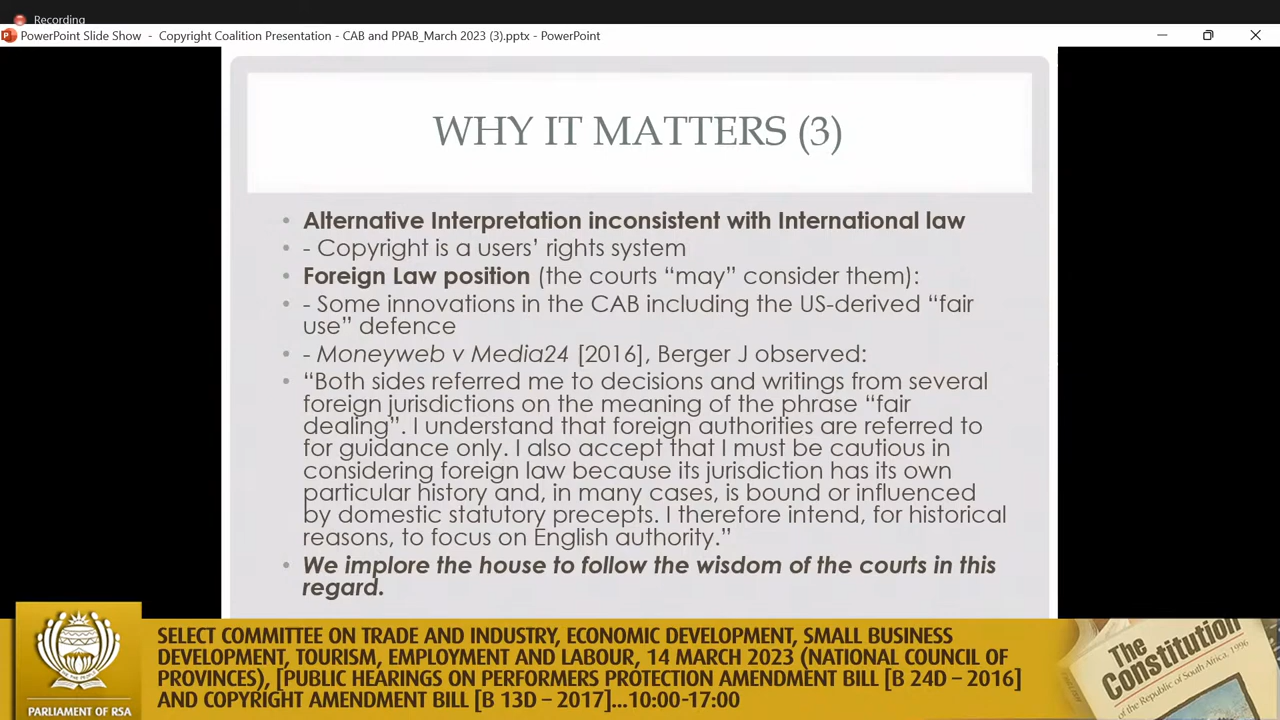 Recording
PowerPoint Slide Show - Copyright Coalition Presentation - CAB and PPAB_March 2023 (3).pptx - PowerPoint
WHY IT MATTERS (3)
• Alternative Interpretation inconsistent with International law
• - Copyright is a users’ rights system
• Foreign Law position (the courts “may” consider them):
• - Some innovations in the CAB including the US-derived “fair
use” defence
• - Moneyweb v Media24 [2016], Berger J observed:
• “Both sides referred me to decisions and writings from several
foreign jurisdictions on the meaning of the phrase “fair
dealing”. I understand that foreign authorities are referred to
for guidance only. I also accept that I must be cautious in
considering foreign law because its jurisdiction has its own
particular history and, in many cases, is bound or influenced
by domestic statutory precepts. I therefore intend, for historical
reasons, to focus on English authority.”
• We implore the house to follow the wisdom of the courts in this
regard.
SELECT COMMITTEE ON TRADE AND INDUSTRY, ECONOMIC DEVELOPMENT, SMALL BUSINESS
DEVELOPMENT, TOURISM, EMPLOYMENT AND LABOUR, 14 MARCH 2023 (NATIONAL COUNCIL OF
PROVINCES), [PUBLIC HEARINGS ON PERFORMERS PROTECTION AMENDMENT BILL [B 24D – 2016]
AND COPYRIGHT AMENDMENT BILL [B 13D – 2017]...10:00-17:00
PARLIAMENT OF RSA
The
Constitution
of the Republic of South Africa, 1996